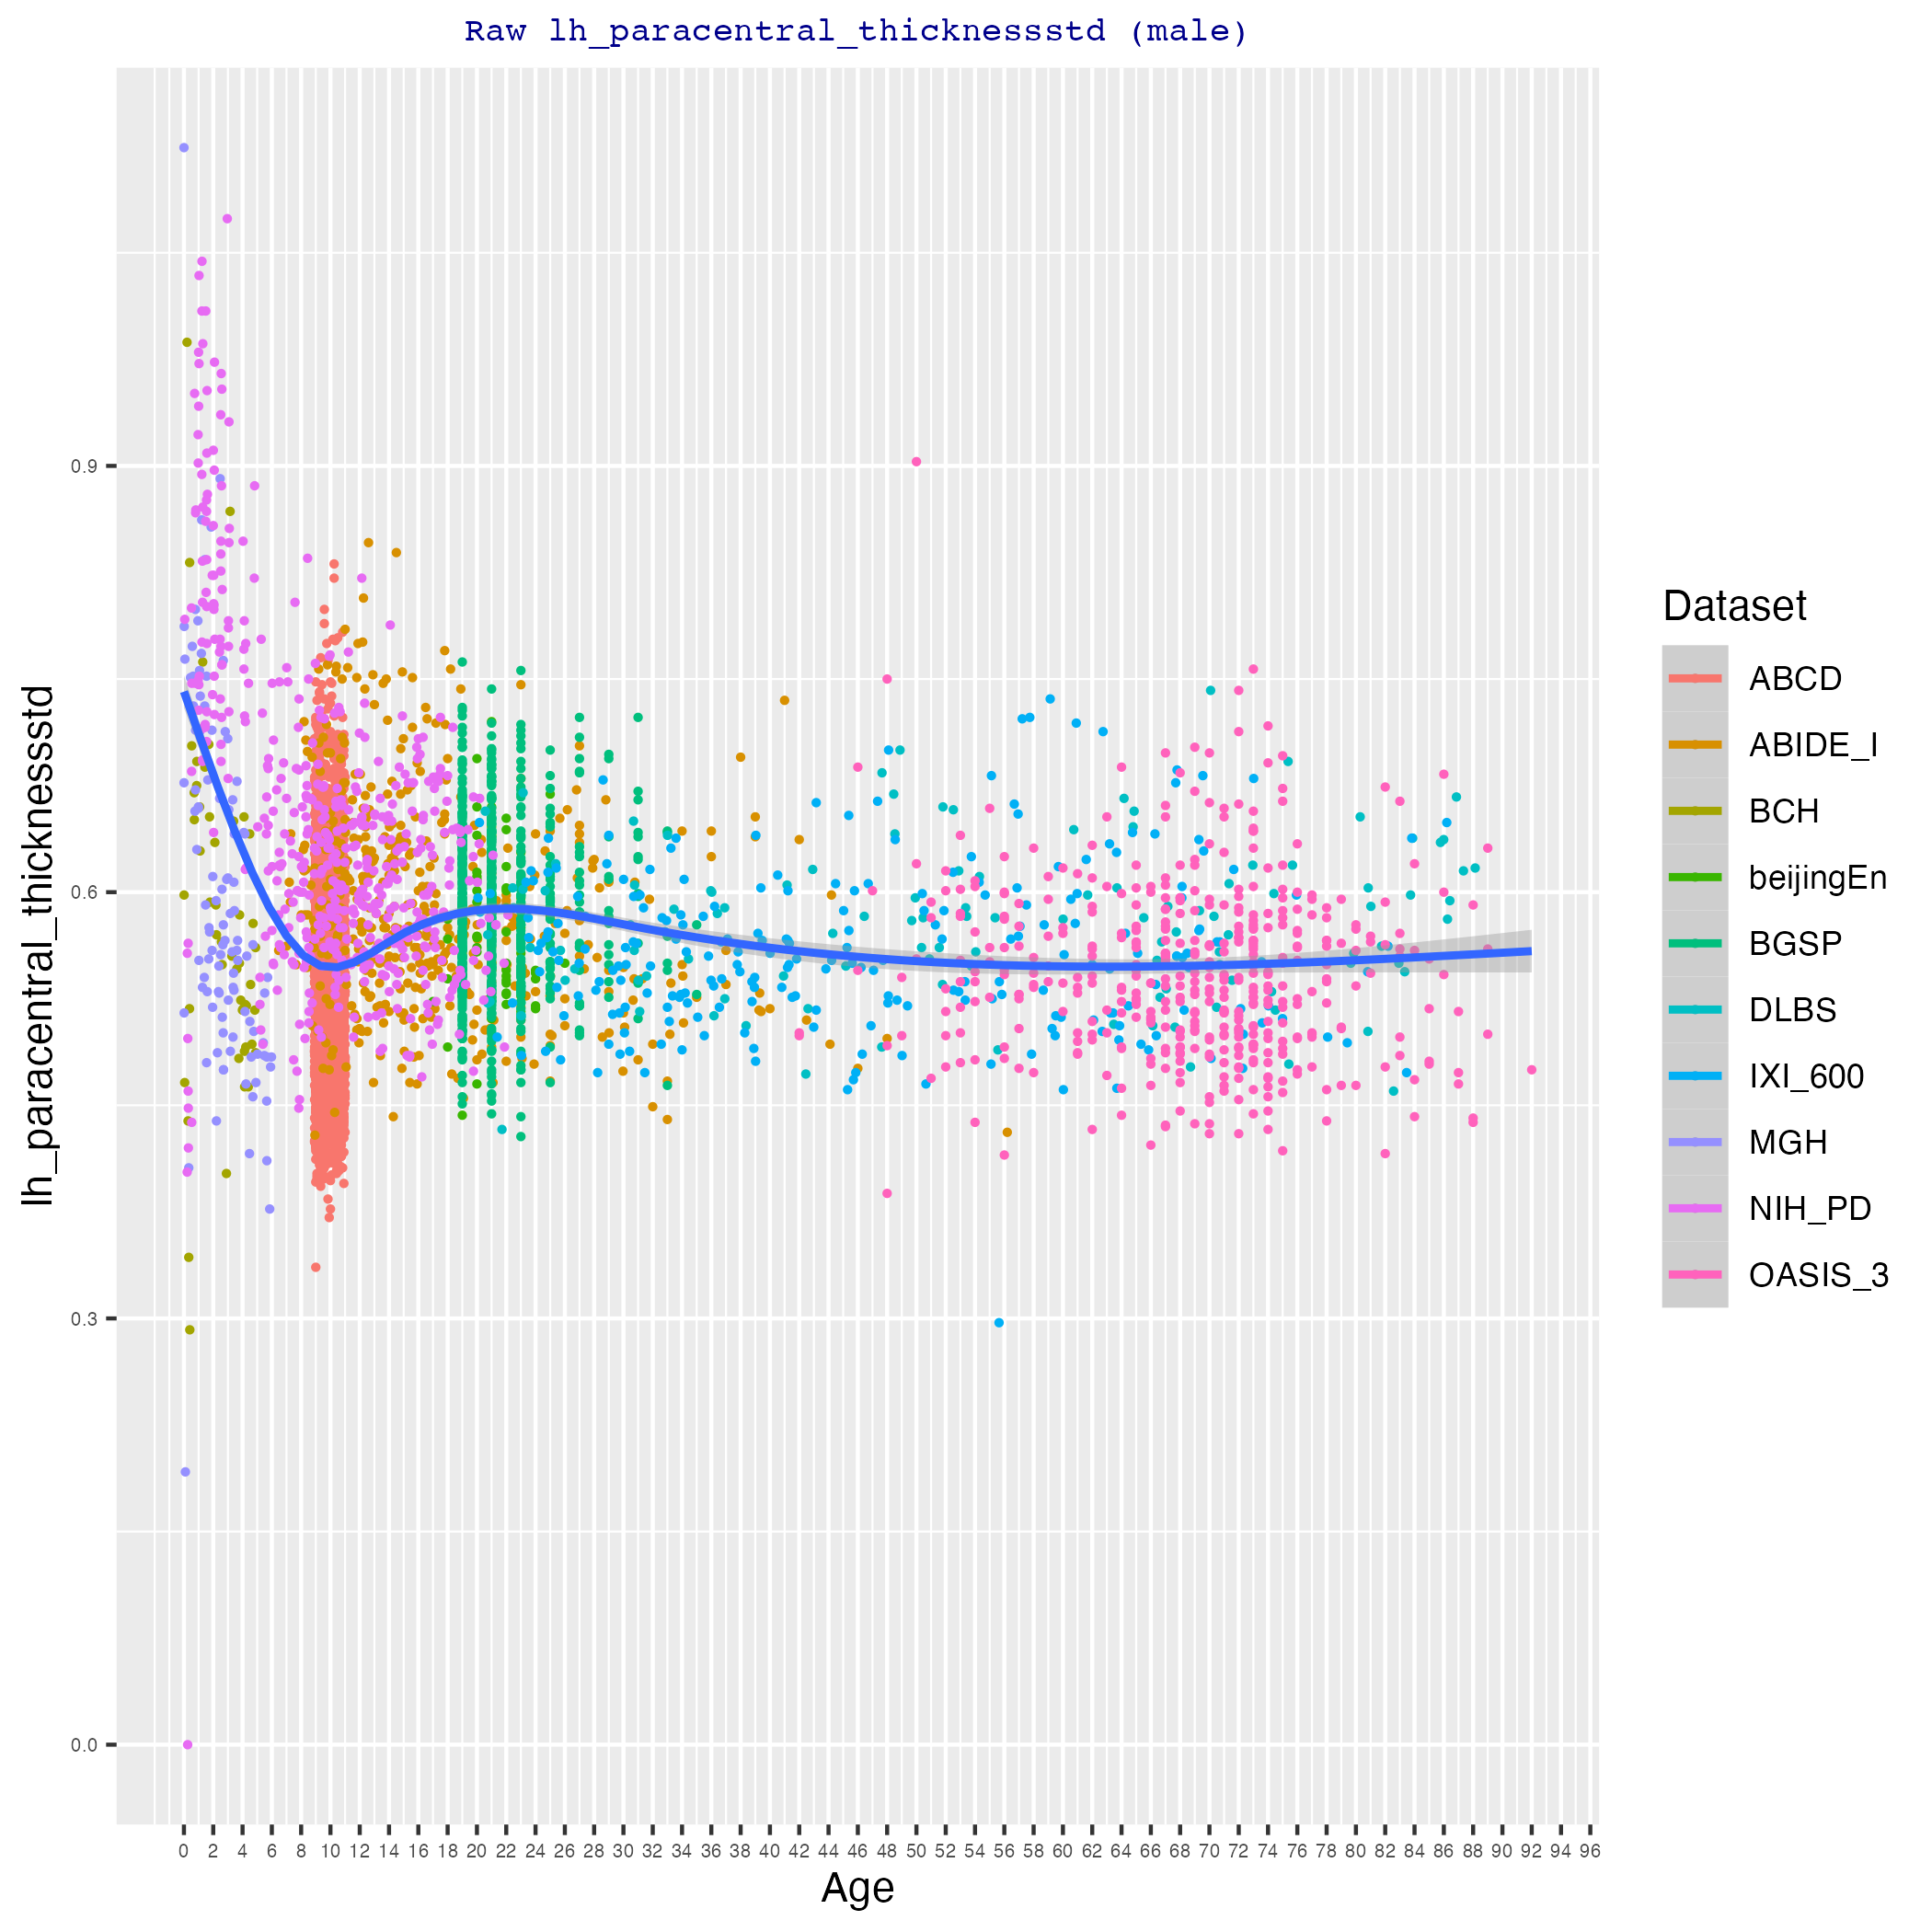 Raw lh_paracentral_thicknessstd (male)
lh_paracentral_thicknessstd
0.9
0.6
0.3
0.0
0 2 4 6 8 10 12 14 16 18 20 22 24 26 28 30 32 34 36 38 40 42 44 46 48 50 52 54 56 58 60 62 64 66 68 70 72 74 76 78 80 82 84 86 88 90 92 94 96
Age
Dataset
ABCD
ABIDE_I
BCH
beijingEn
BGSP
DLBS
IXI_600
MGH
NIH_PD
OASIS_3